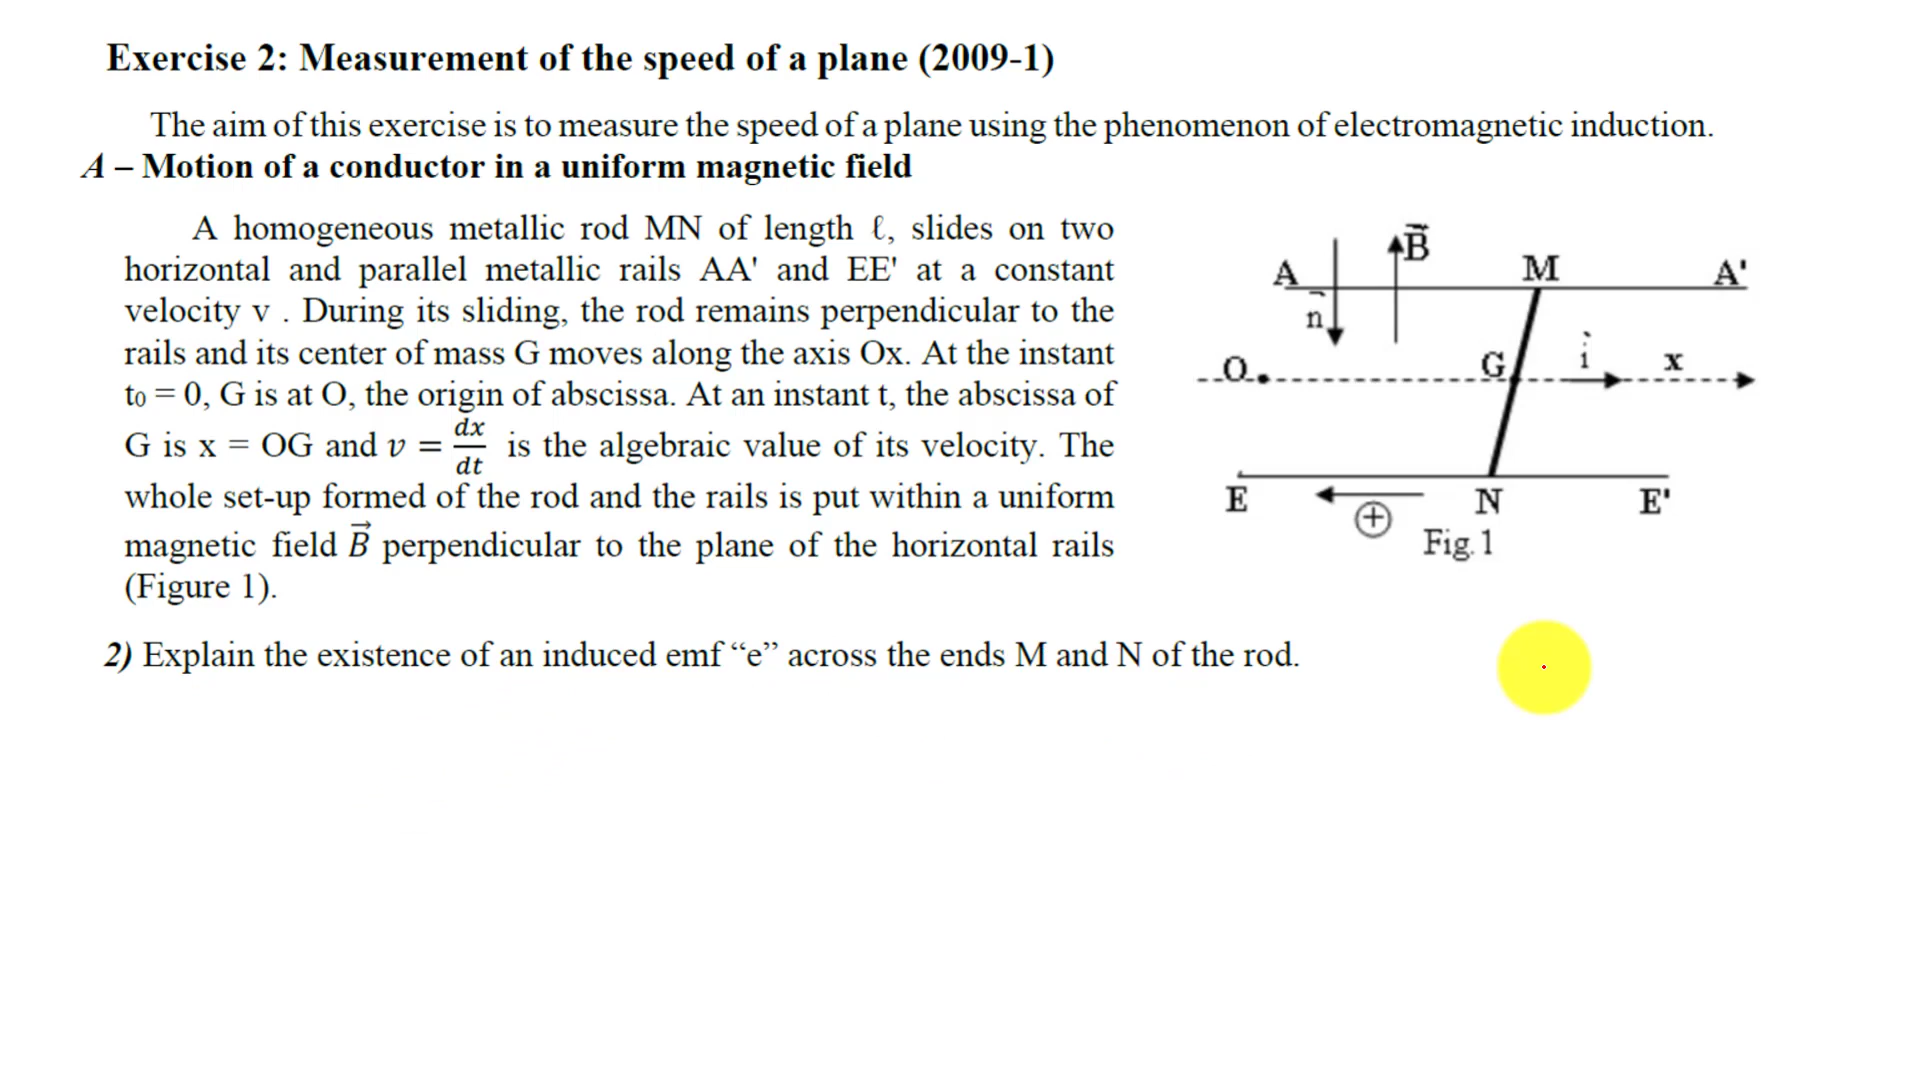 Exercise 2: Measurement of the speed of a plane (2009-1)
The aim of this exercise is to measure the speed of a plane using the phenomenon of electromagnetic induction.
A – Motion of a conductor in a uniform magnetic field
A homogeneous metallic rod MN of length ℓ, slides on two
horizontal and parallel metallic rails AA' and EE' at a constant
velocity v . During its sliding, the rod remains perpendicular to the
rails and its center of mass G moves along the axis Ox. At the instant
t₀ = 0, G is at O, the origin of abscissa. At an instant t, the abscissa of
G is x = OG and v = dx/dt is the algebraic value of its velocity. The
whole set-up formed of the rod and the rails is put within a uniform
magnetic field B⃗ perpendicular to the plane of the horizontal rails
(Figure 1).
A B⃗ M A'
n
O G i x
E + N E'
Fig. 1
2) Explain the existence of an induced emf “e” across the ends M and N of the rod.